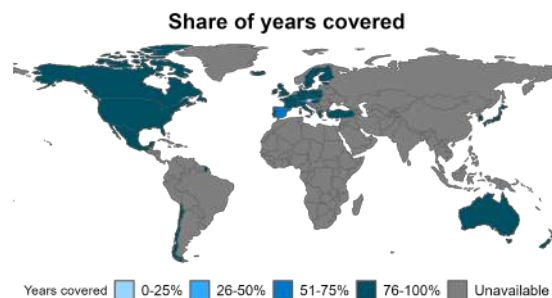 Share of years covered
Years covered 0-25% 26-50% 51-75% 76-100% Unavailable